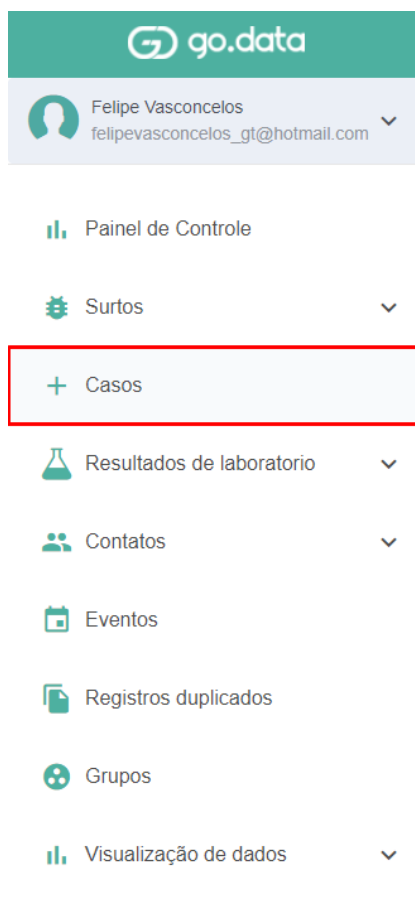 go.data
Felipe Vasconcelos
felipevasconcelos_gt@hotmail.com
Painel de Controle
Surtos
Casos
Resultados de laboratorio
Contatos
Eventos
Registros duplicados
Grupos
Visualização de dados